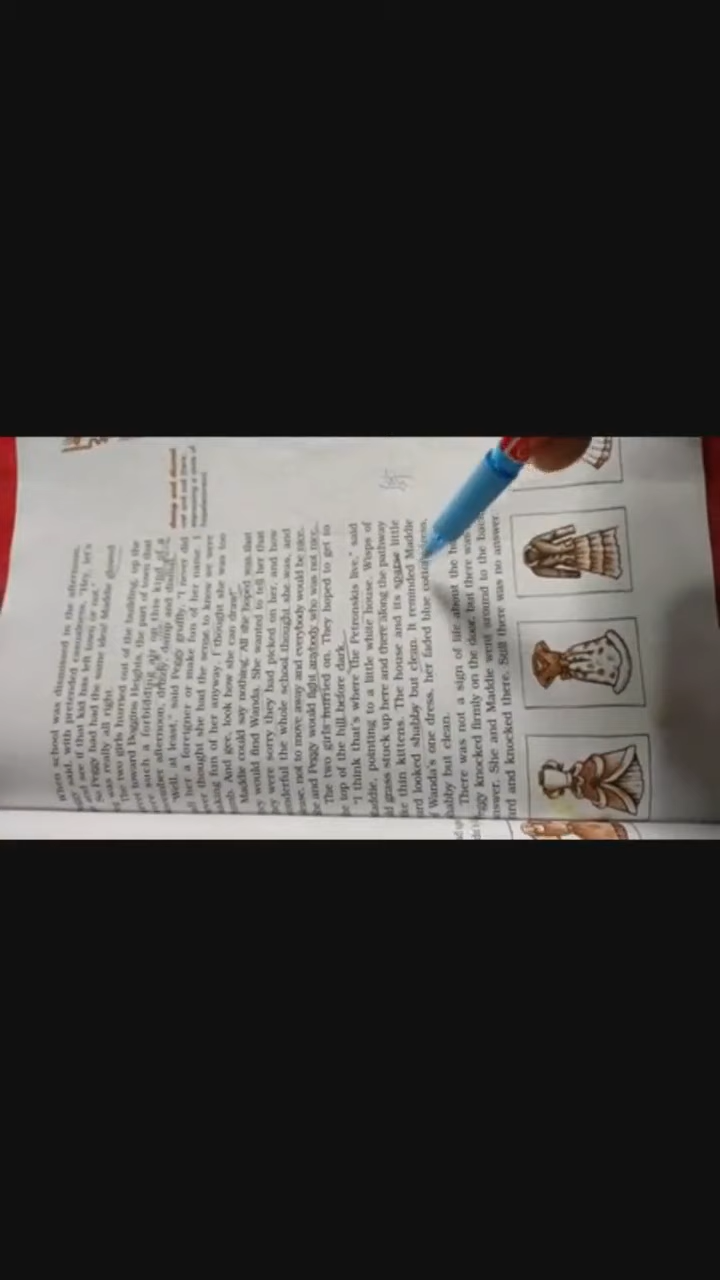 when school was dismissed in the afternoon,
said, with pretended casualness, "Hey, let's
and see if that kid has left town or not."
So Peggy had had the same idea! Maddie glowed
was really all right.
The two girls hurried out of the building, up the
toward Boggins Heights, the part of town that
such a forbidding air on this kind of a
November afternoon, drizzly, damp and dismal.
"Well, at least," said Peggy gruffly, "I never did
her a foreigner or make fun of her name. I
never thought she had the sense to know we were
making fun of her anyway. I thought she was too
dumb. And gee, look how she can draw!"
Maddie could say nothing. All she hoped was that
they would find Wanda. She wanted to tell her that
they were sorry they had picked on her, and how
wonderful the whole school thought she was, and
please, not to move away and everybody would be nice.
She and Peggy would fight anybody who was not nice.
The two girls hurried on. They hoped to get to
the top of the hill before dark.
"I think that's where the Petronskis live," said
Maddie, pointing to a little white house. Wisps of
grass stuck up here and there along the pathway
like thin kittens. The house and its sparse little
yard looked shabby but clean. It reminded Maddie
of Wanda's one dress, her faded blue cotton dress,
shabby but clean.
There was not a sign of life about the
Peggy knocked firmly on the door, but there was
answer. She and Maddie went around to the back
yard and knocked there. Still there was no answer.
damp and dismal: